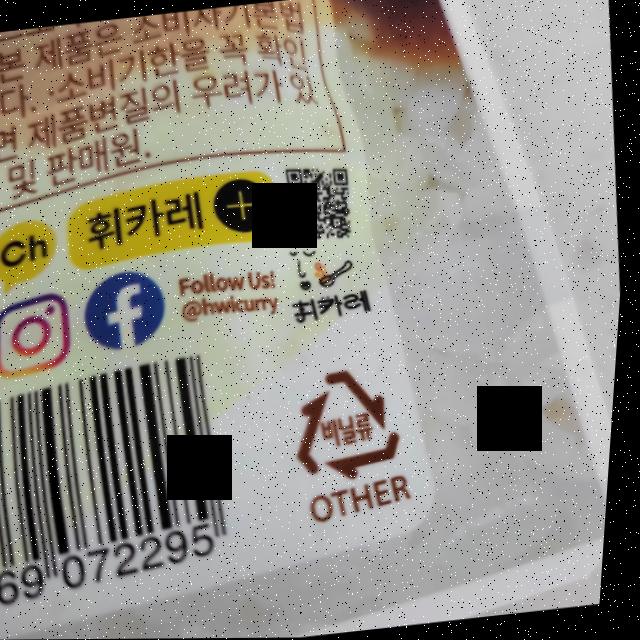 본 제품은 소비자기본법
소비기한을 꼭 확인
다. 제품변질의 우려가 있
및 판매원.
Ch 휘카레
Follow Us!
@hwikurry
휘카레
비닐류
OTHER
69 072295